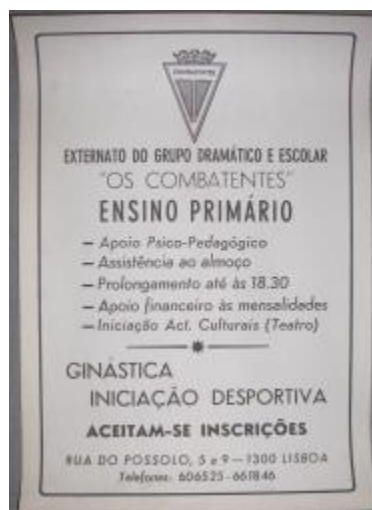 COMBATENTES
EXTERNATO DO GRUPO DRAMÁTICO E ESCOLAR
"OS COMBATENTES"
ENSINO PRIMÁRIO
— Apoio Psico-Pedagógico
— Assistência ao almoço
— Prolongamento até às 18.30
— Apoio financeiro às mensalidades
— Iniciação Act. Culturais (Teatro)
GINÁSTICA
INICIAÇÃO DESPORTIVA
ACEITAM-SE INSCRIÇÕES
RUA DO POSSOLO, 5 e 9 — 1300 LISBOA
Telefones: 606525 - 661846